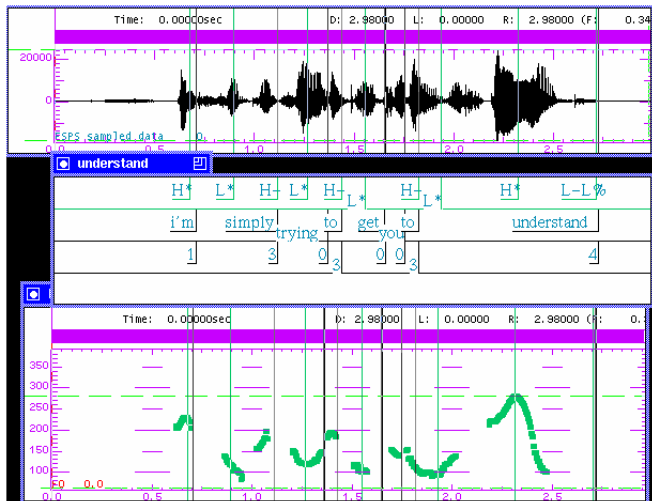 Time: 0.00000sec D: 2.98000 L: 0.00000 R: 2.98000 (F: 0.34
20000
0
ESPS sampled_data 0.
0.0 0.5 1.0 1.5 2.0 2.5
understand
H* L* H- L* H- L* H- L* H* L-L%
i'm simply trying to get you to understand
1 3 0 3 0 0 3 4
Time: 0.00000sec D: 2.98000 L: 0.00000 R: 2.98000 (F: 0.
350
300
250
200
150
100
F0 0.0
0.0 0.5 1.0 1.5 2.0 2.5